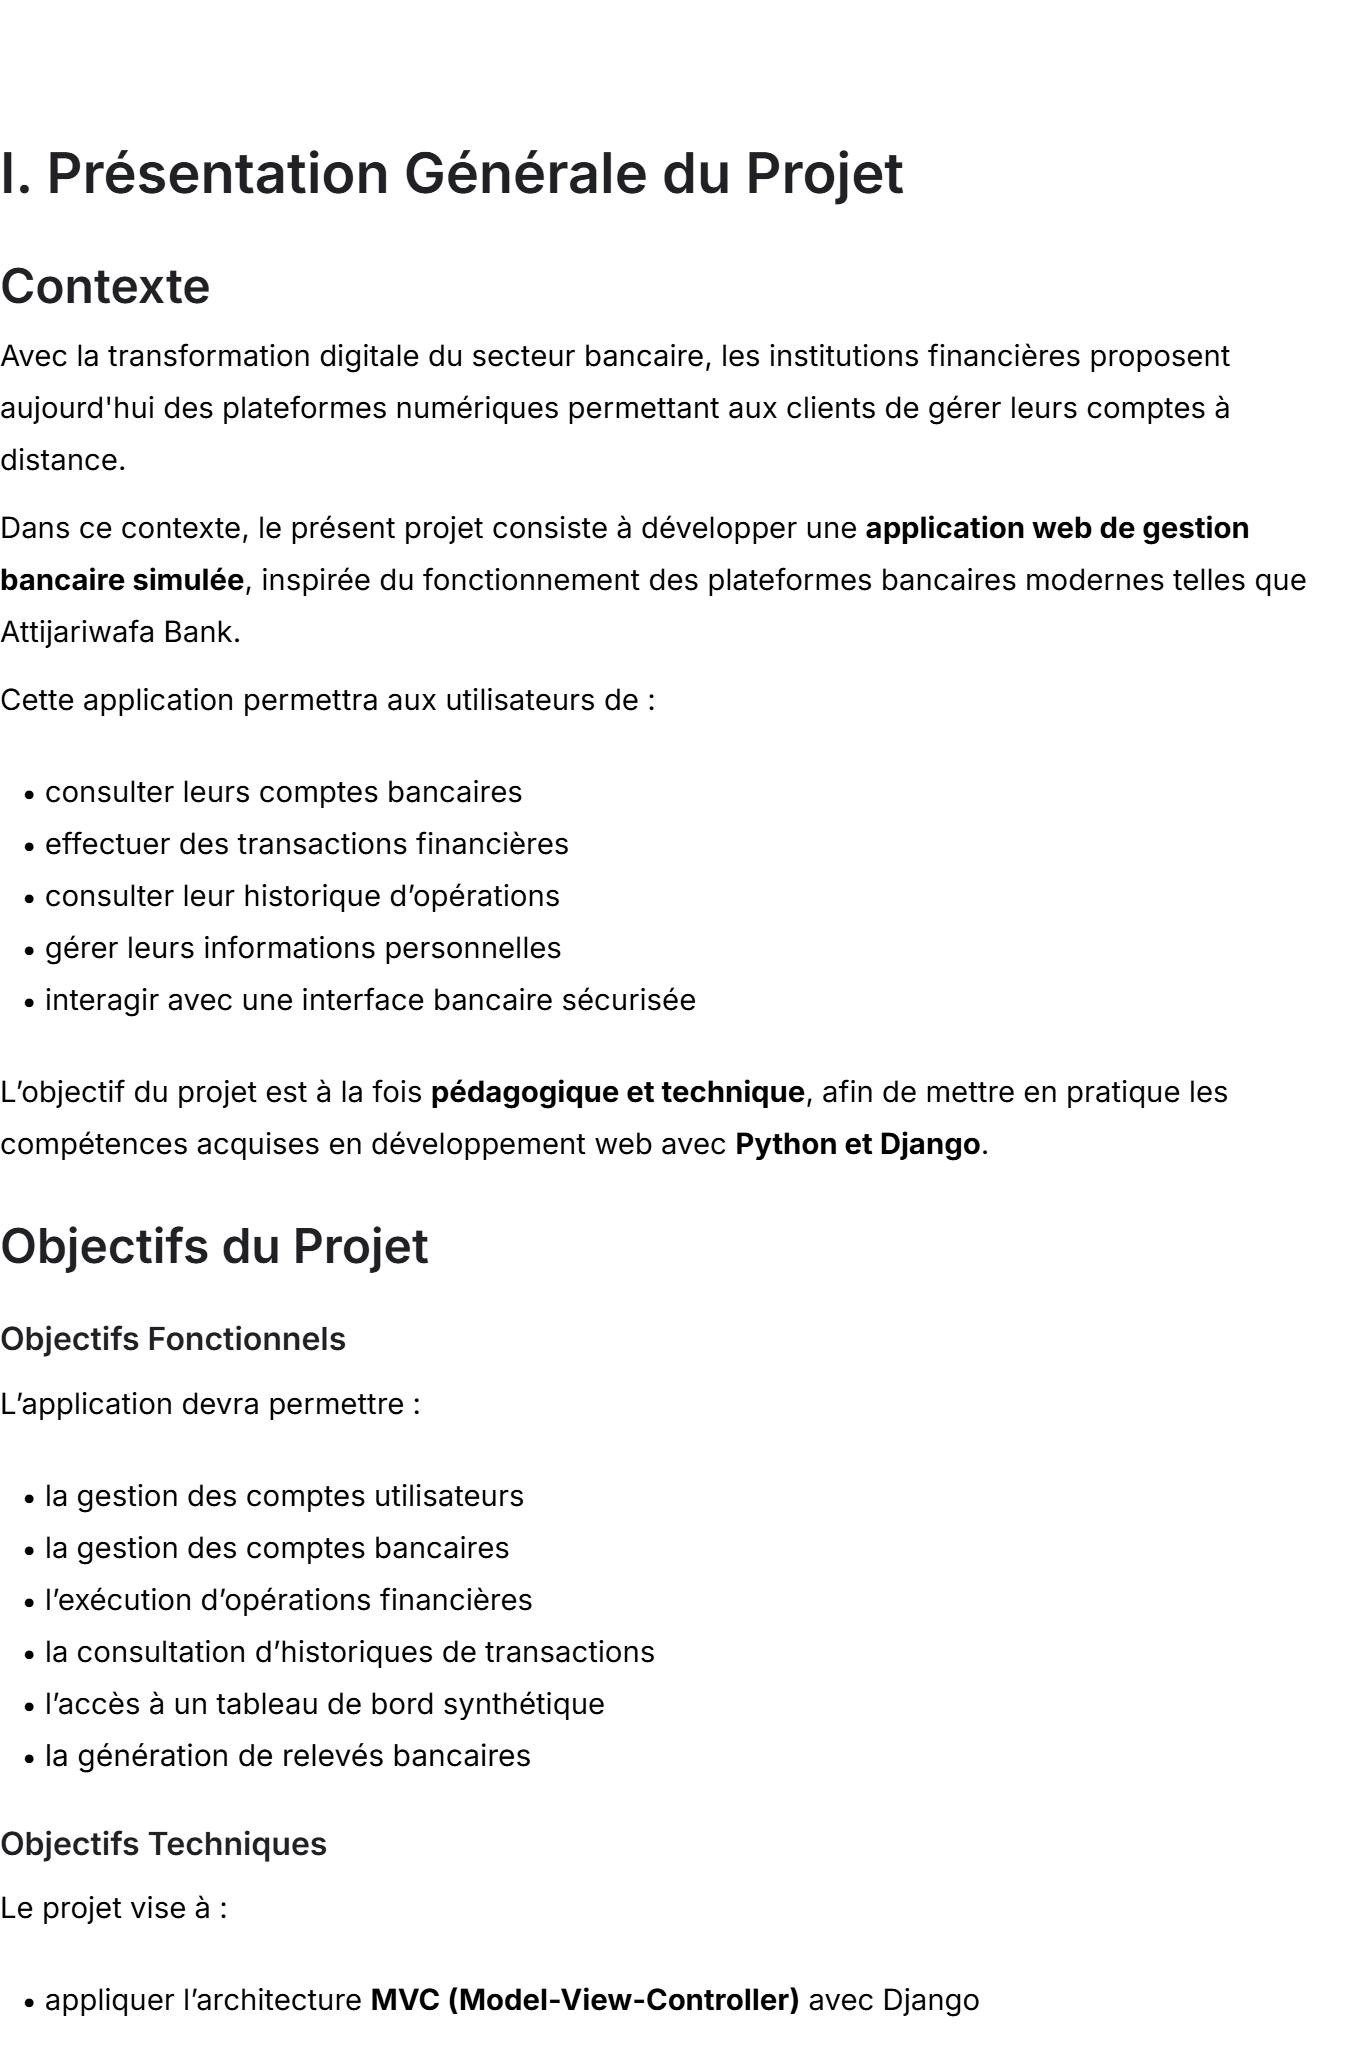 I. Présentation Générale du Projet
Contexte
Avec la transformation digitale du secteur bancaire, les institutions financières proposent
aujourd'hui des plateformes numériques permettant aux clients de gérer leurs comptes à
distance.
Dans ce contexte, le présent projet consiste à développer une application web de gestion
bancaire simulée, inspirée du fonctionnement des plateformes bancaires modernes telles que
Attijariwafa Bank.
Cette application permettra aux utilisateurs de :
• consulter leurs comptes bancaires
• effectuer des transactions financières
• consulter leur historique d’opérations
• gérer leurs informations personnelles
• interagir avec une interface bancaire sécurisée
L’objectif du projet est à la fois pédagogique et technique, afin de mettre en pratique les
compétences acquises en développement web avec Python et Django.
Objectifs du Projet
Objectifs Fonctionnels
L’application devra permettre :
• la gestion des comptes utilisateurs
• la gestion des comptes bancaires
• l’exécution d’opérations financières
• la consultation d’historiques de transactions
• l’accès à un tableau de bord synthétique
• la génération de relevés bancaires
Objectifs Techniques
Le projet vise à :
• appliquer l’architecture MVC (Model-View-Controller) avec Django